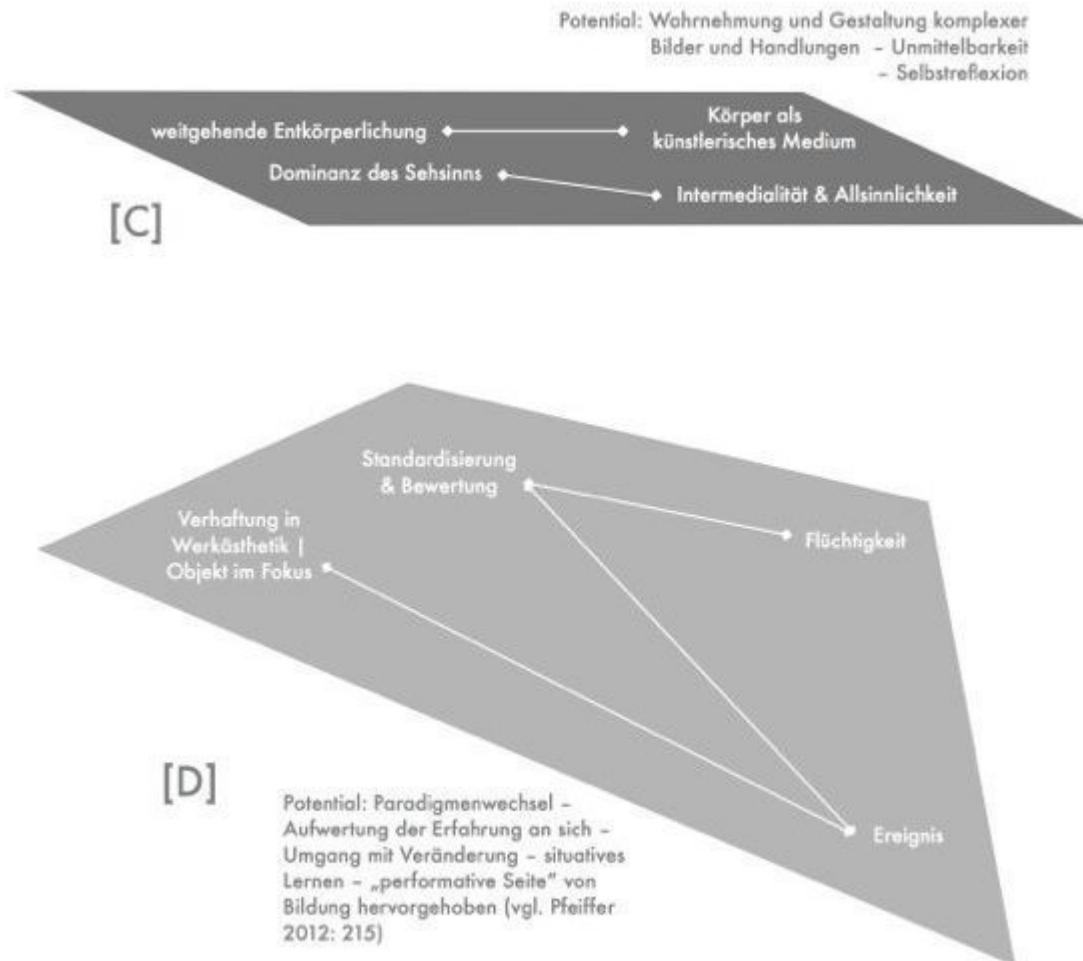 Potential: Wahrnehmung und Gestaltung komplexer
Bilder und Handlungen – Unmittelbarkeit
– Selbstreflexion
weitgehende Entkörperlichung
Körper als
künstlerisches Medium
Dominanz des Sehsinns
Intermedialität & Allsinnlichkeit
[C]
Standardisierung
& Bewertung
Verhaftung in
Werkästhetik |
Objekt im Fokus
Flüchtigkeit
Ereignis
[D]
Potential: Paradigmenwechsel –
Aufwertung der Erfahrung an sich –
Umgang mit Veränderung – situatives
Lernen – „performative Seite“ von
Bildung hervorgehoben (vgl. Pfeiffer
2012: 215)